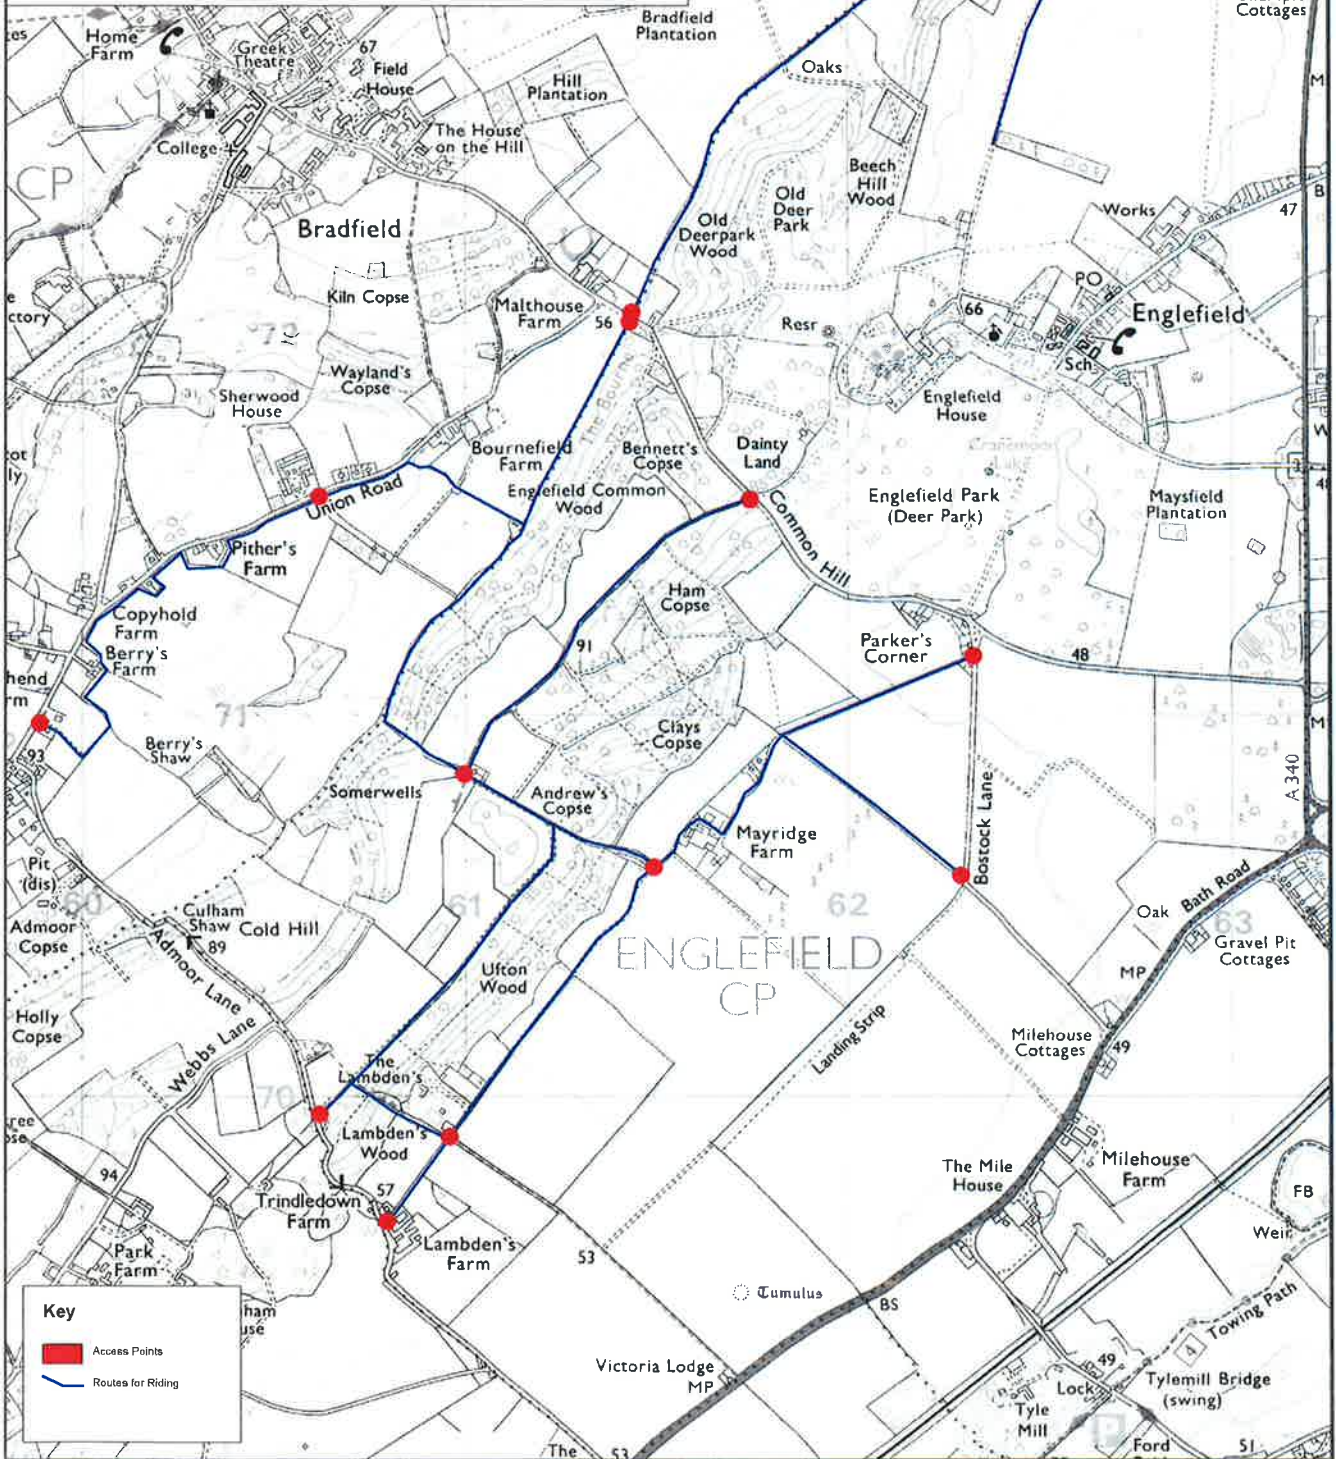 Bradfield
Plantation
Cottages
Home
Farm
Greek
Theatre
67
Field
House
Oaks
Hill
Plantation
M
The House
on the Hill
College
CP
Beech
Hill
Wood
Old
Deer
Park
Old
Deerpark
Wood
Works
47
B
Bradfield
Kiln Copse
PO
Malthouse
Farm
56
66
Englefield
Resr
Sch
Wayland's
Copse
Sherwood
House
Englefield
House
Bournefield
Farm
The Bourne
Bennett's
Copse
Dainty
Land
W
Englefield Common
Wood
Englefield Park
(Deer Park)
Maysfield
Plantation
48
Union Road
Common Hill
Pither's
Farm
Ham
Copse
Copyhold
Farm
Berry's
Farm
91
Parker's
Corner
48
71
Clays
Copse
M
Berry's
Shaw
93
Somerwells
Andrew's
Copse
A 340
Mayridge
Farm
Bostock Lane
Pit
(dis)
60
61
62
63
Bath Road
Oak
Culham
Shaw
89
Cold Hill
Admoor
Copse
Gravel Pit
Cottages
ENGLEFIELD
CP
Admoor Lane
Ufton
Wood
MP
Holly
Copse
Webbs Lane
Landing Strip
Milehouse
Cottages
49
The
Lambden's
70
Lambden's
Wood
94
The Mile
House
Milehouse
Farm
57
Trindledown
Farm
FB
Weir
Park
Farm
Lambden's
Farm
53
Tumulus
BS
Towing Path
Key
Access Points
Routes for Riding
Victoria Lodge
MP
49
4
Lock
Tylemill Bridge
(swing)
Tyle
Mill
P
Ford
51
The
53